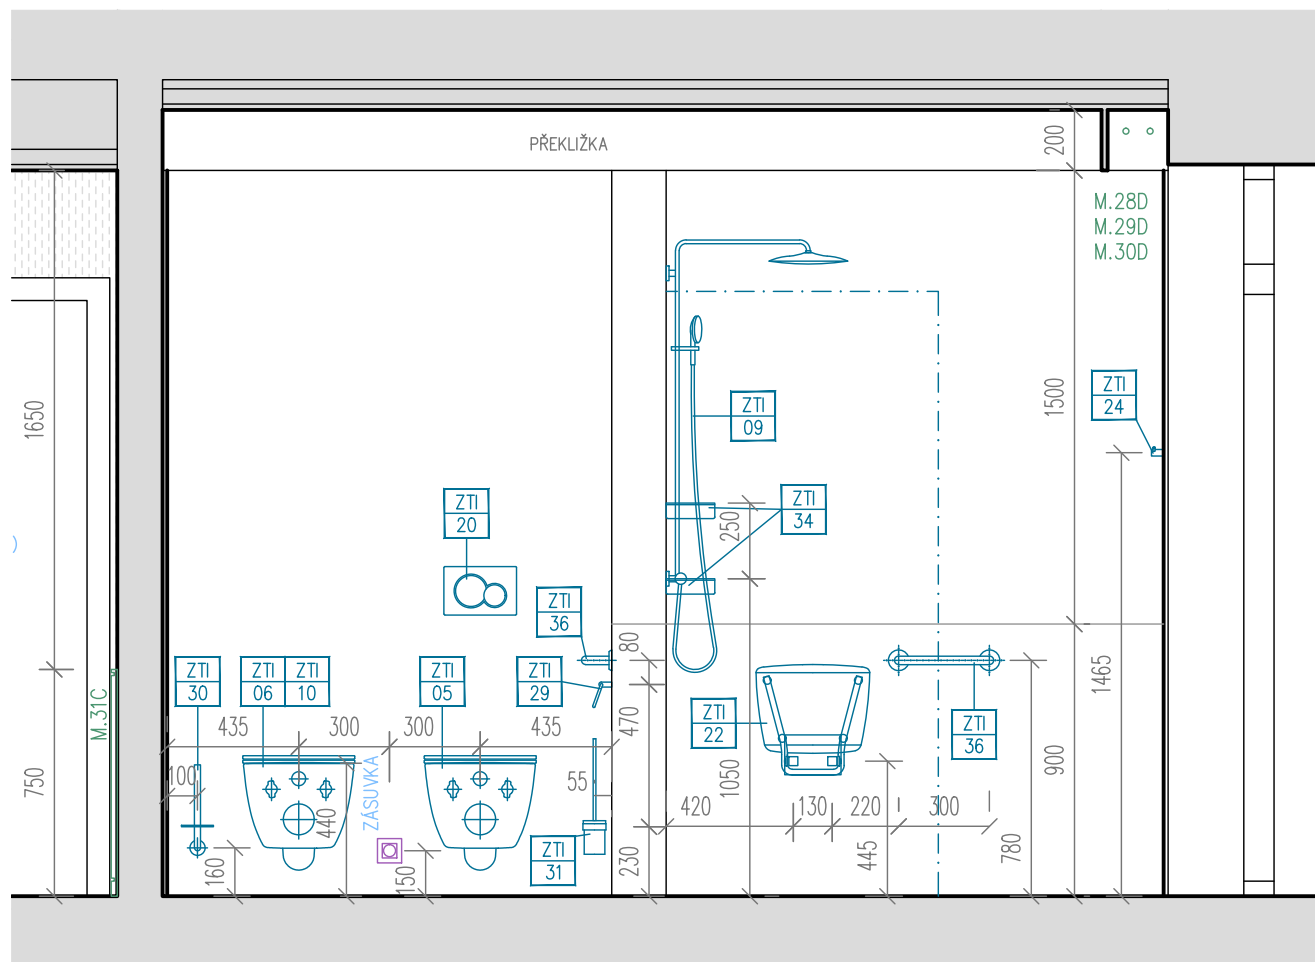 PŘEKLIŽKA
200
M.28D
M.29D
M.30D
1650
1500
ZTI
24
ZTI
09
ZTI
20
ZTI
34
250
ZTI
36
80
1465
ZTI
30
ZTI
06
ZTI
10
ZTI
05
ZTI
29
M.31C
470
ZTI
22
ZTI
36
435
300
300
435
750
100
ZÁSUVKA
440
55
1050
900
420
130
220
300
160
150
ZTI
31
230
445
780
)